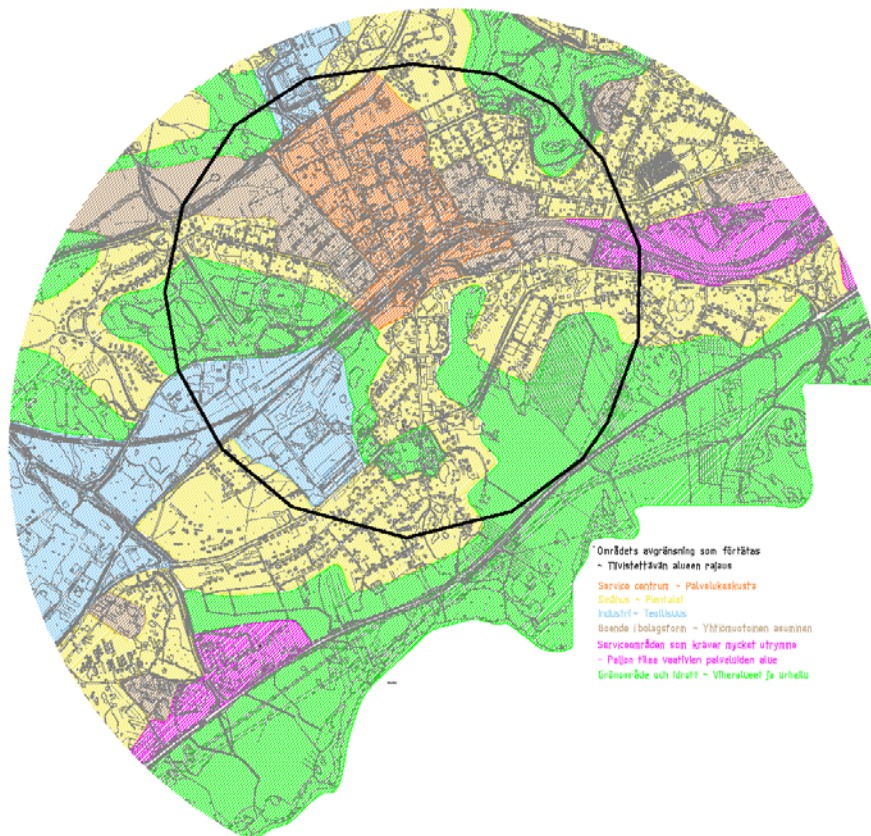 Områdets avgränsning som förtätas
- Tiivistettävän alueen rajaus
Service centrum - Palvelukeskusta
Småhus - Pientalot
Industri - Teollisuus
Boende i bolagsform - Yhtiömuotoinen asuminen
Serviceområden som kräver mycket utrymme
- Paljon tilaa vaativien palveluiden alue
Grönområde och idrott - Viheralueet ja urheilu